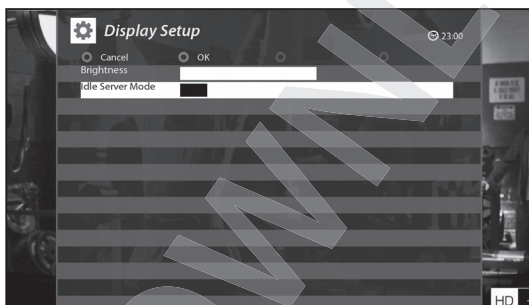 Display Setup
23:00
Cancel OK
Brightness
Idle Server Mode
HD